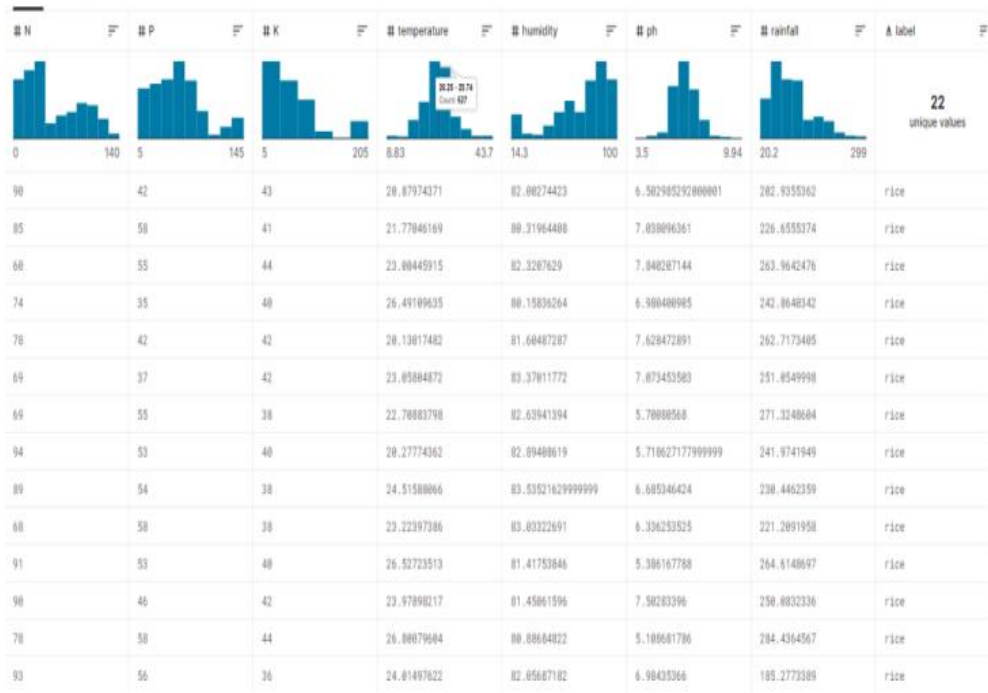 # N # P # K # temperature # humidity # ph # rainfall A label
Count: 637
22
unique values
0 140 5 145 5 205 8.83 43.7 14.3 100 3.5 9.94 20.2 299
90 42 43 20.87974371 82.00274423 6.502985292000001 202.9355362 rice
85 58 41 21.77046169 80.31964408 7.038096361 226.6555374 rice
60 55 44 23.00445915 82.3207629 7.840207144 263.9642476 rice
74 35 40 26.49109635 80.15836264 6.980400905 242.8640342 rice
78 42 42 20.13017482 81.60487287 7.628472891 262.7173405 rice
69 37 42 23.05804872 83.37011772 7.073453503 251.0549998 rice
69 55 38 22.70883798 82.63941394 5.70080568 271.3248604 rice
94 53 40 20.27774362 82.89408619 5.718627177999999 241.9741949 rice
89 54 38 24.51588066 83.53521629999999 6.685346424 230.4462359 rice
68 58 38 23.22397386 83.03322691 6.336253525 221.2091958 rice
91 53 40 26.52723513 81.41753846 5.386167788 264.6148697 rice
90 46 42 23.97898217 81.45061596 7.50283396 250.0832336 rice
78 58 44 26.80079604 80.88684822 5.108681786 284.4364567 rice
93 56 36 24.01497622 82.05687182 6.98435366 185.2773389 rice